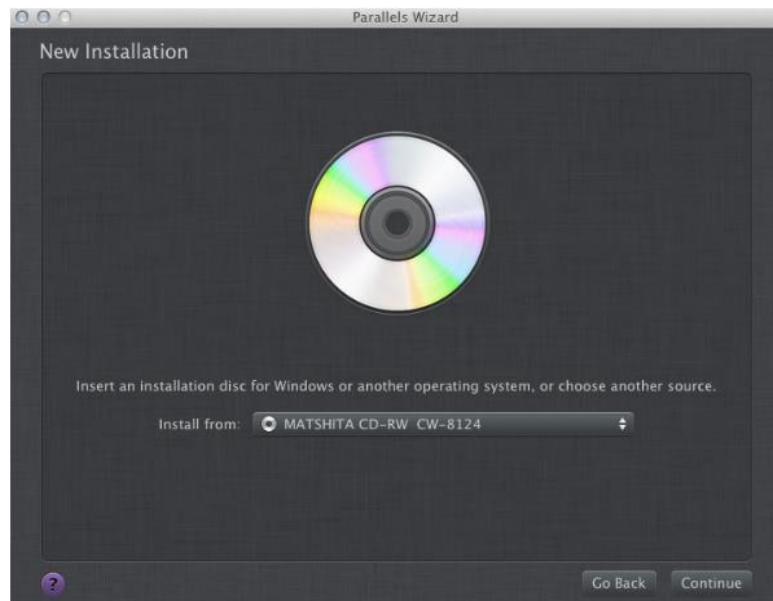 Parallels Wizard
New Installation
Insert an installation disc for Windows or another operating system, or choose another source.
Install from: MATSHITA CD-RW CW-8124
? Go Back Continue